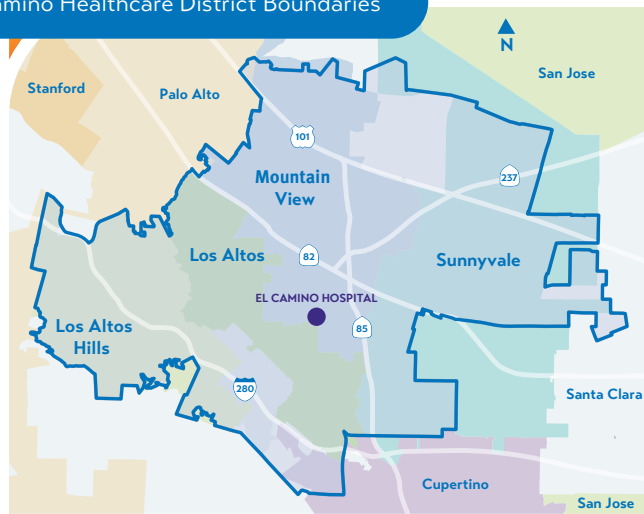 amino Healthcare District Boundaries
N
San Jose
Stanford
Palo Alto
101
237
Mountain
View
Los Altos
82
Sunnyvale
EL CAMINO HOSPITAL
85
Los Altos
Hills
280
Santa Clara
Cupertino
San Jose